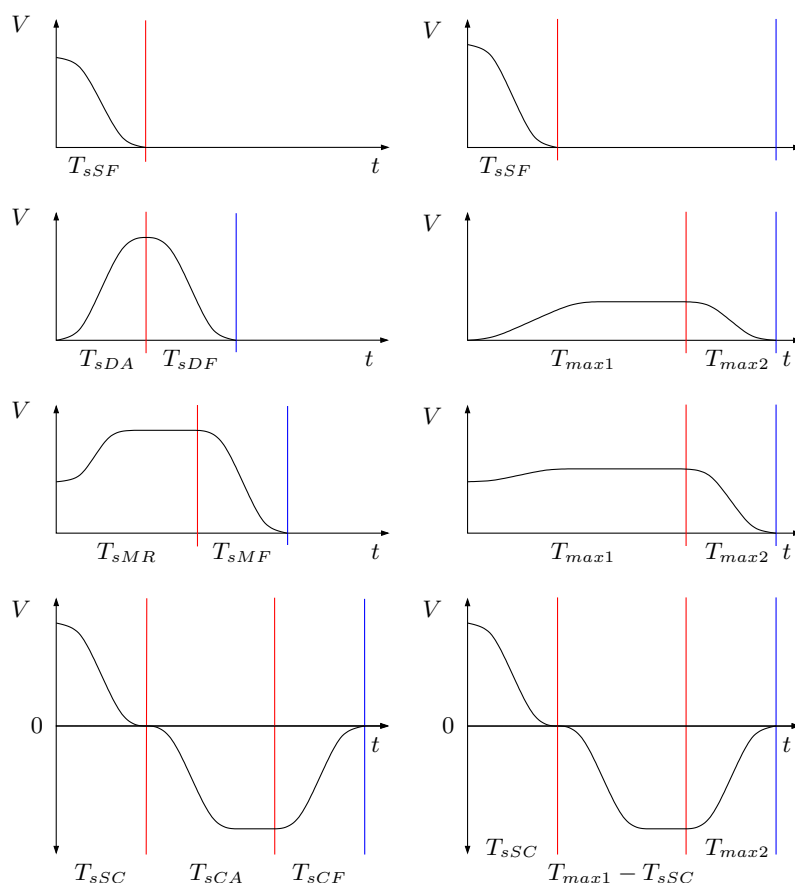 V V
T_{sSF} t T_{sSF} t
V V
T_{sDA} T_{sDF} t T_{max1} T_{max2} t
V V
T_{sMR} T_{sMF} t T_{max1} T_{max2} t
V V
0 t 0 t
T_{sSC} T_{max2}
T_{sSC} T_{sCA} T_{sCF} T_{max1} − T_{sSC}